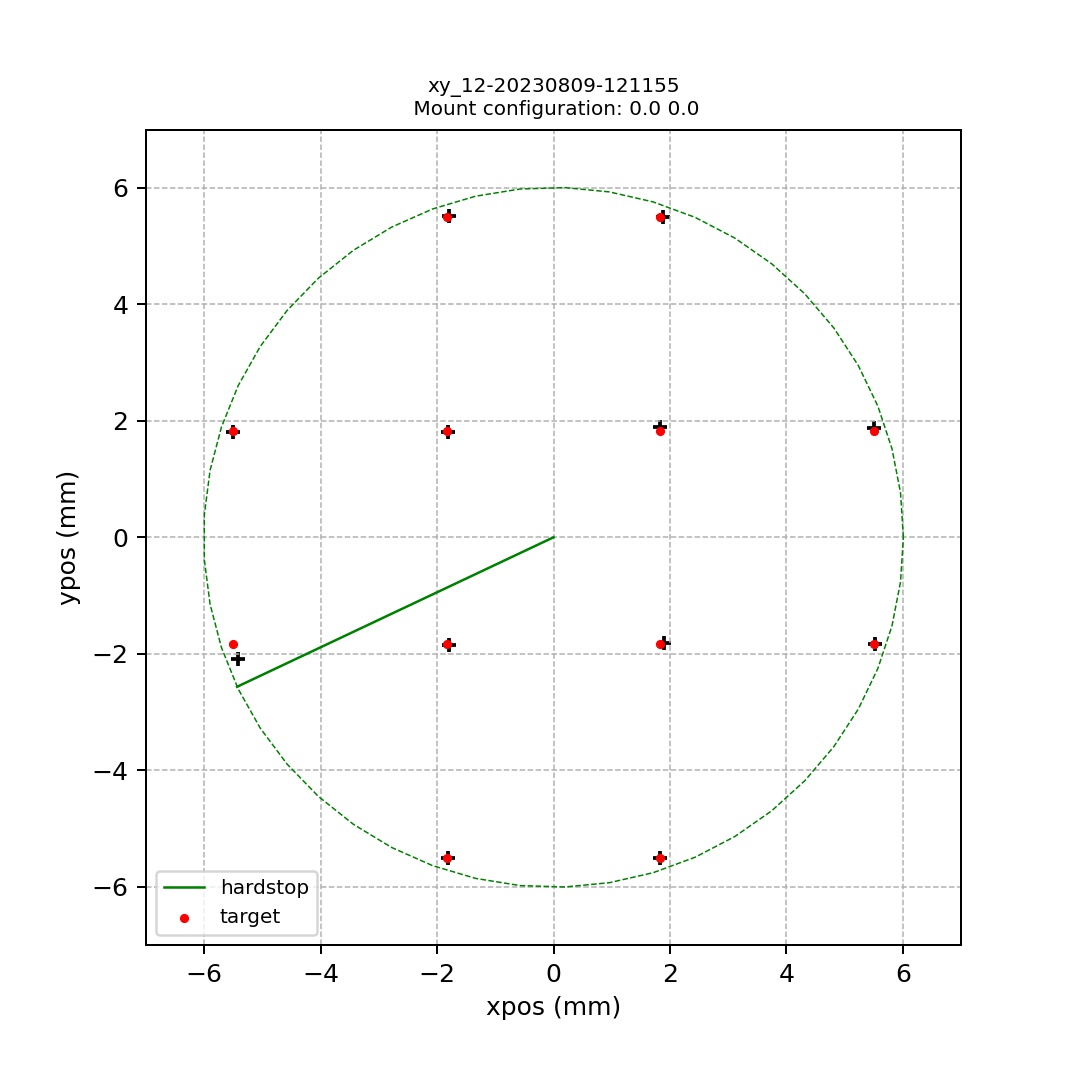 xy_12-20230809-121155
Mount configuration: 0.0 0.0
6
4
2
0
−2
−4
−6
ypos (mm)
hardstop
target
−6 −4 −2 0 2 4 6
xpos (mm)